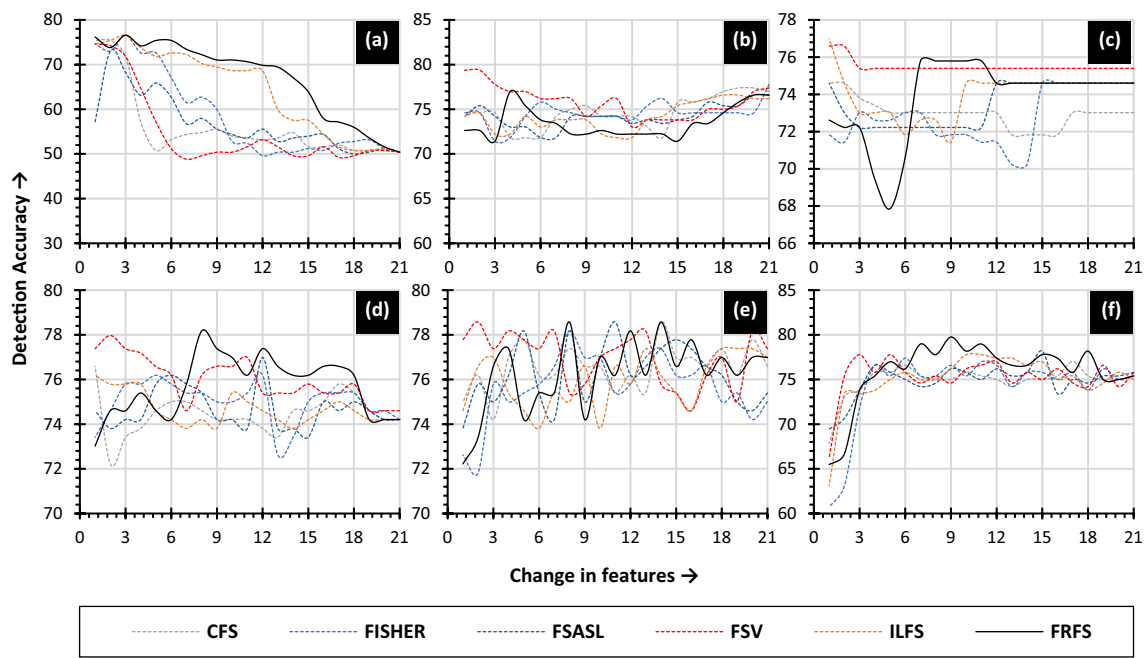 80
70
60
50
40
30
0 3 6 9 12 15 18 21
(a)
85
80
75
70
65
60
0 3 6 9 12 15 18 21
(b)
78
76
74
72
70
68
66
0 3 6 9 12 15 18 21
(c)
80
78
76
74
72
70
0 3 6 9 12 15 18 21
(d)
80
78
76
74
72
70
0 3 6 9 12 15 18 21
(e)
85
80
75
70
65
60
0 3 6 9 12 15 18 21
(f)
Detection Accuracy →
Change in features →
CFS FISHER FSASL FSV ILFS FRFS